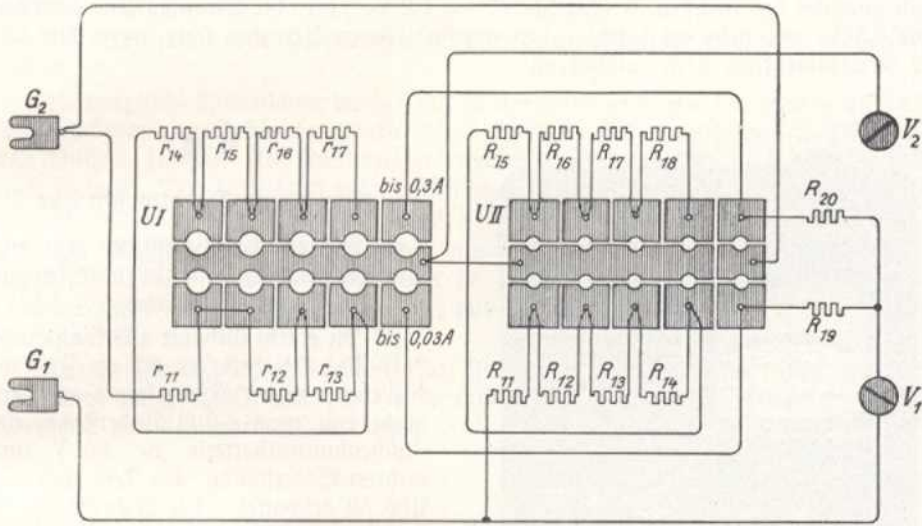 G2
V2
r14 r15 r16 r17
R15 R16 R17 R18
bis 0,3A
R20
UI
UII
bis 0,03A
R19
G1
r11 r12 r13
R11 R12 R13 R14
V1